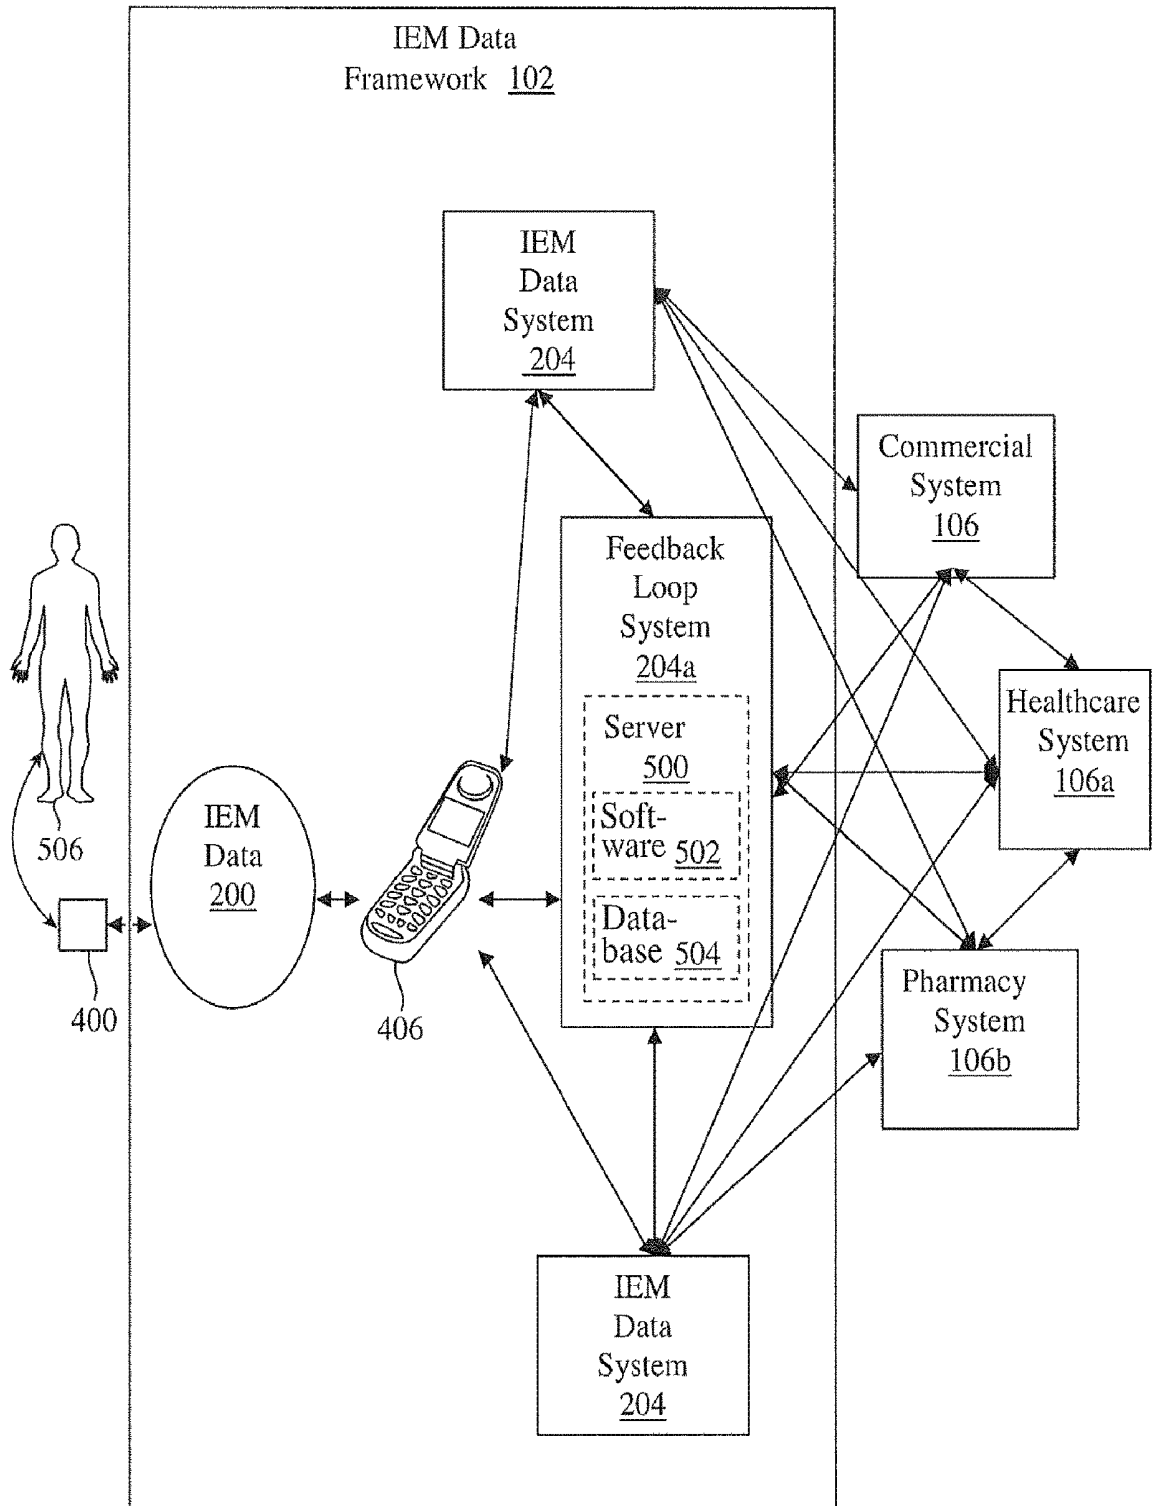 IEM Data
Framework 102
IEM
Data
System
204
Commercial
System
106
Feedback
Loop
System
204a
Server
500
Soft-
ware 502
Data-
base 504
Healthcare
System
106a
506
IEM
Data
200
400
406
Pharmacy
System
106b
IEM
Data
System
204